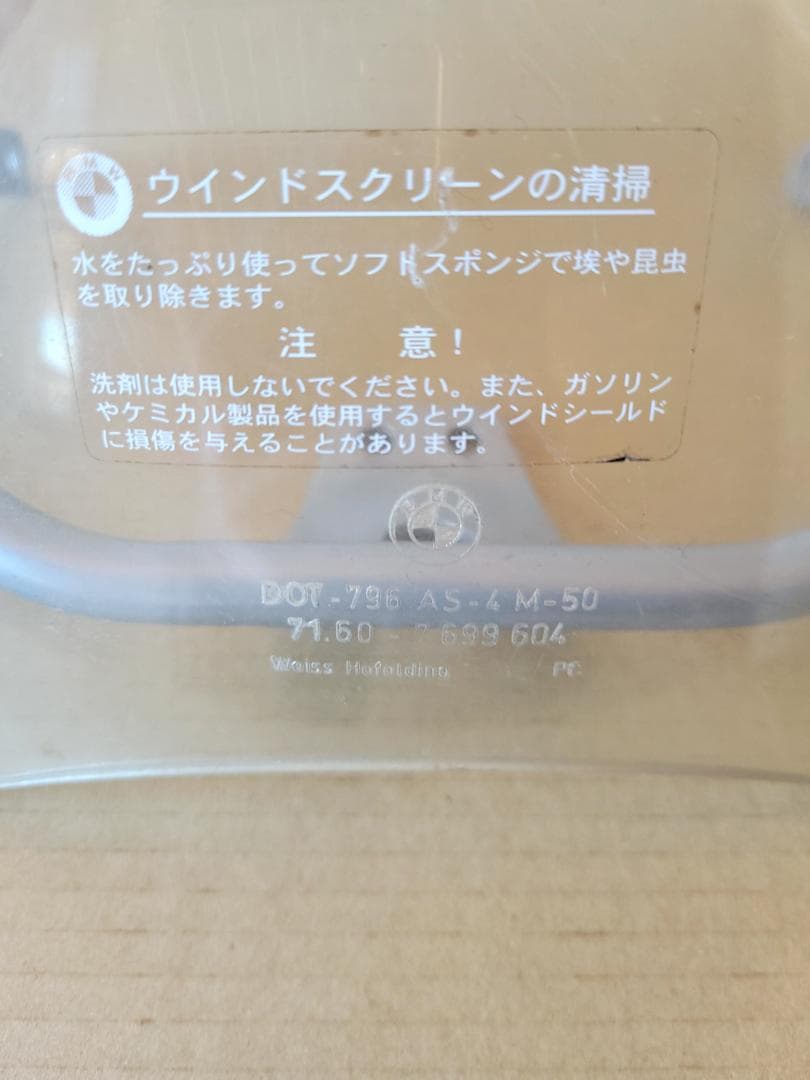 BMW
ウインドスクリーンの清掃
水をたっぷり使ってソフトスポンジで埃や昆虫
を取り除きます。
注 意!
洗剤は使用しないでください。また、ガソリン
やケミカル製品を使用するとウインドシールド
に損傷を与えることがあります。
BMW
DOT-796 AS-4 M-50
71.60 - 7 699 604
Weiss Hofolding PC